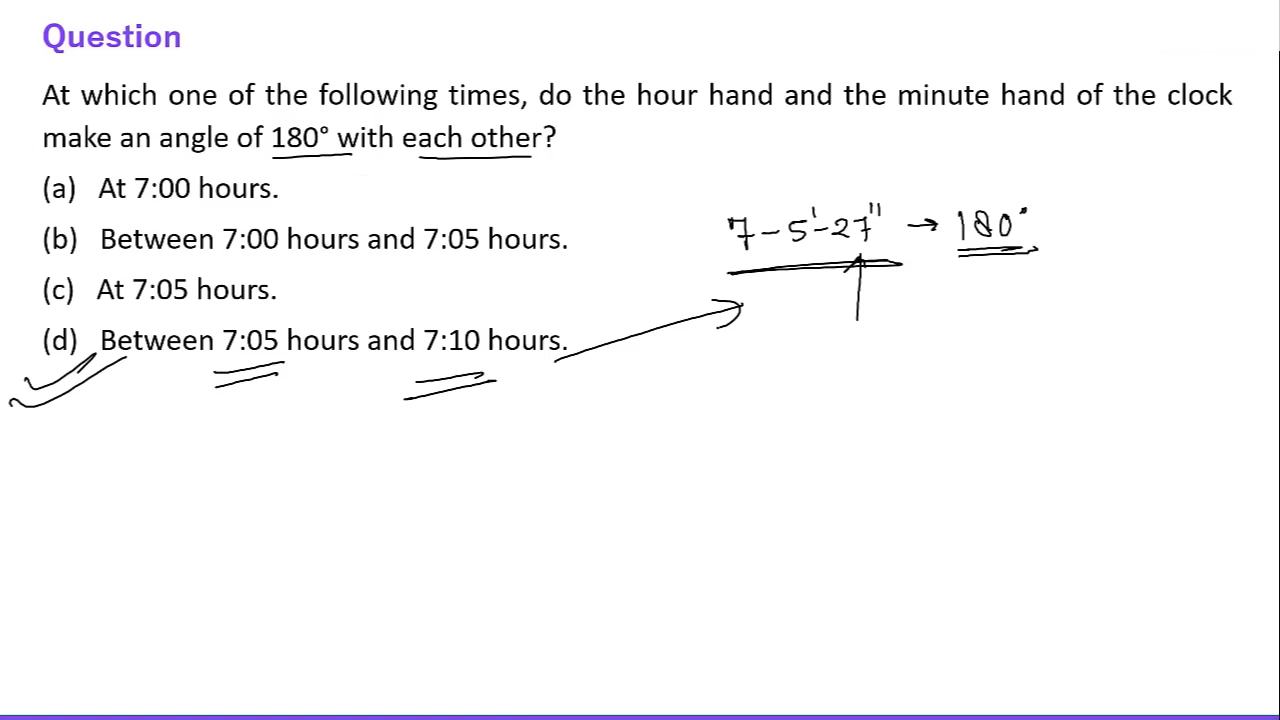 Question
At which one of the following times, do the hour hand and the minute hand of the clock
make an angle of 180° with each other?
(a) At 7:00 hours.
(b) Between 7:00 hours and 7:05 hours.
7 - 5' - 27" → 180°
(c) At 7:05 hours.
(d) Between 7:05 hours and 7:10 hours.